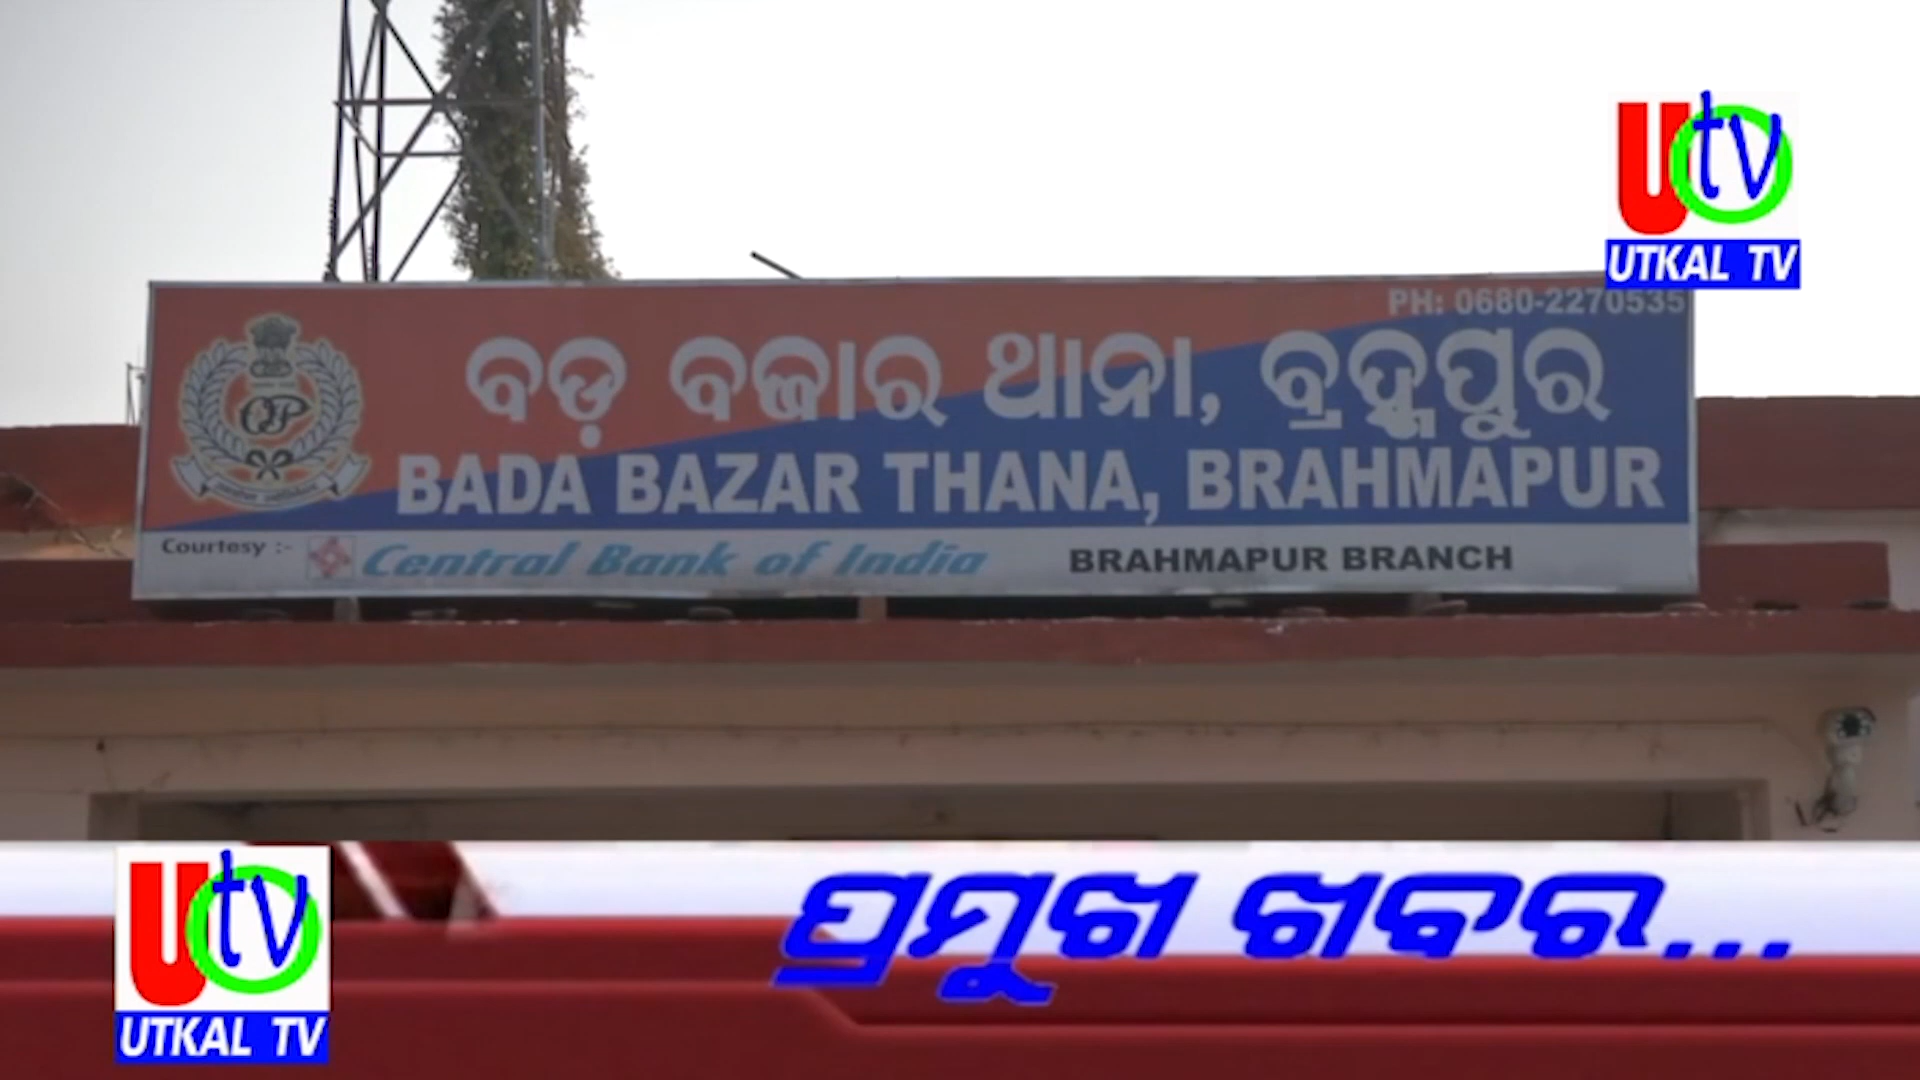 Utv
UTKAL TV
PH: 0680-2270535
ବଡ଼ ବଜାର ଥାନା, ବ୍ରହ୍ମପୁର
OP
BADA BAZAR THANA, BRAHMAPUR
Courtesy :- Central Bank of India BRAHMAPUR BRANCH
ପ୍ରମୁଖ ଖବର...
Utv
UTKAL TV